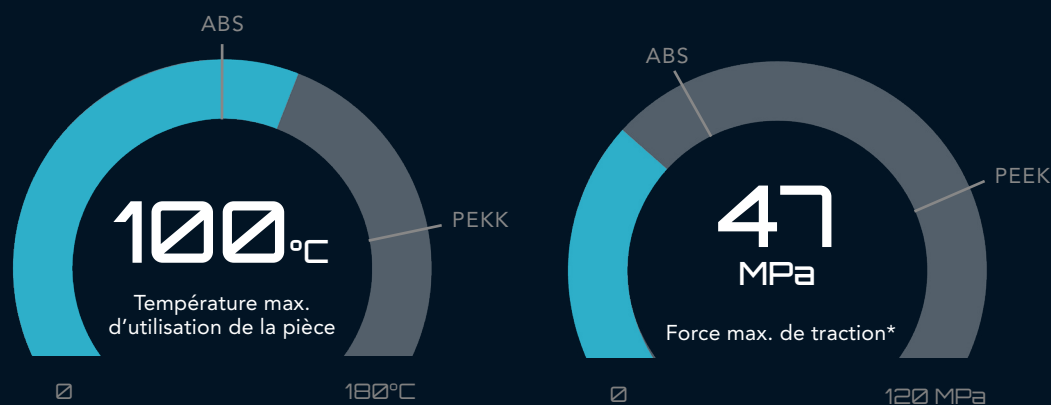 ABS
PEKK
100°C
Température max.
d’utilisation de la pièce
0
180°C
ABS
PEEK
47
MPa
Force max. de traction*
0
120 MPa